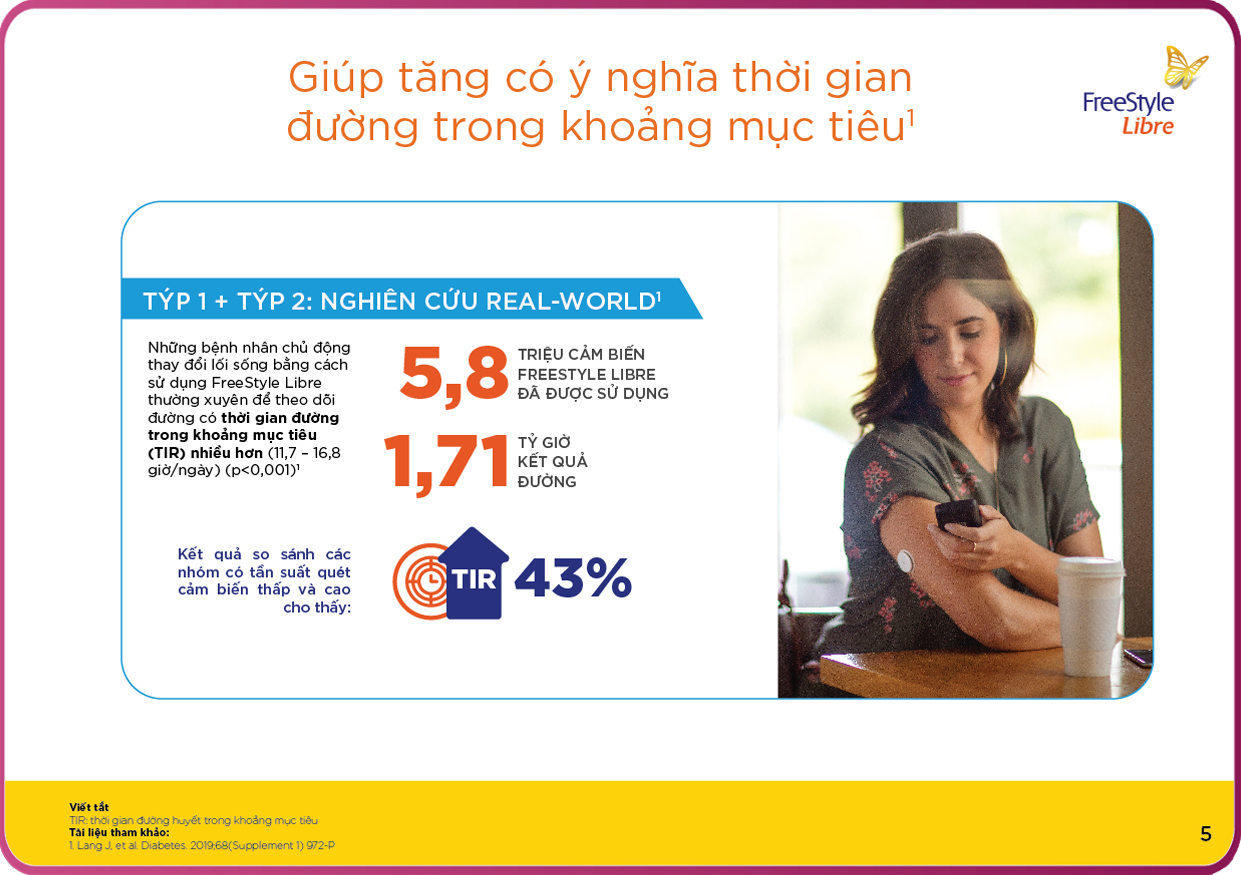 Giúp tăng có ý nghĩa thời gian
đường trong khoảng mục tiêu¹
FreeStyle
Libre
TÝP 1 + TÝP 2: NGHIÊN CỨU REAL-WORLD¹
Những bệnh nhân chủ động
thay đổi lối sống bằng cách
sử dụng FreeStyle Libre
thường xuyên để theo dõi
đường có thời gian đường
trong khoảng mục tiêu
(TIR) nhiều hơn (11,7 – 16,8
giờ/ngày) (p<0,001)¹
5,8
TRIỆU CẢM BIẾN
FREESTYLE LIBRE
ĐÃ ĐƯỢC SỬ DỤNG
1,71
TỶ GIỜ
KẾT QUẢ
ĐƯỜNG
Kết quả so sánh các
nhóm có tần suất quét
cảm biến thấp và cao
cho thấy:
TIR
43%
Viết tắt
TIR: thời gian đường huyết trong khoảng mục tiêu
Tài liệu tham khảo:
1. Lang J, et al. Diabetes. 2019;68(Supplement 1) 972-P
5